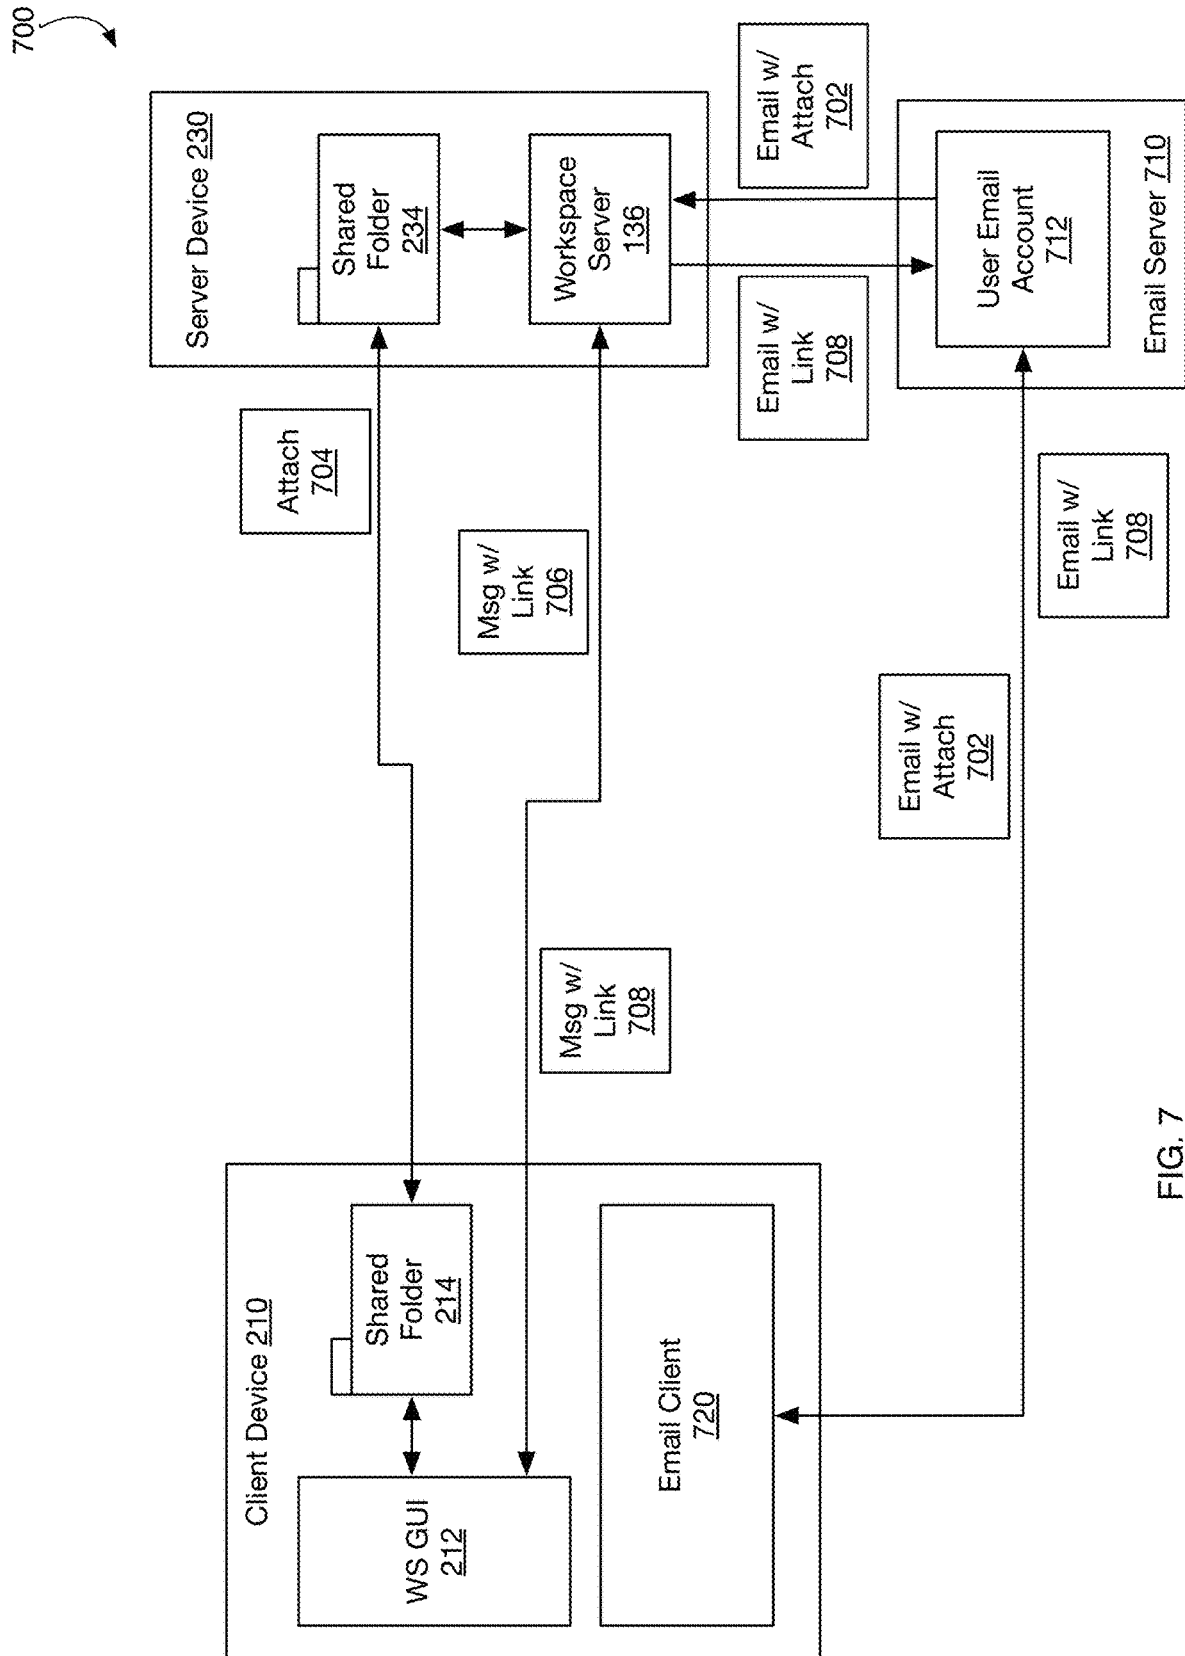 700
Server Device 230
Shared
Folder
234
Workspace
Server
136
Attach
704
Msg w/
Link
706
Email w/
Attach
702
Email w/
Link
708
User Email
Account
712
Email Server 710
Client Device 210
Shared
Folder
214
WS GUI
212
Email Client
720
Msg w/
Link
708
Email w/
Attach
702
Email w/
Link
708
FIG. 7